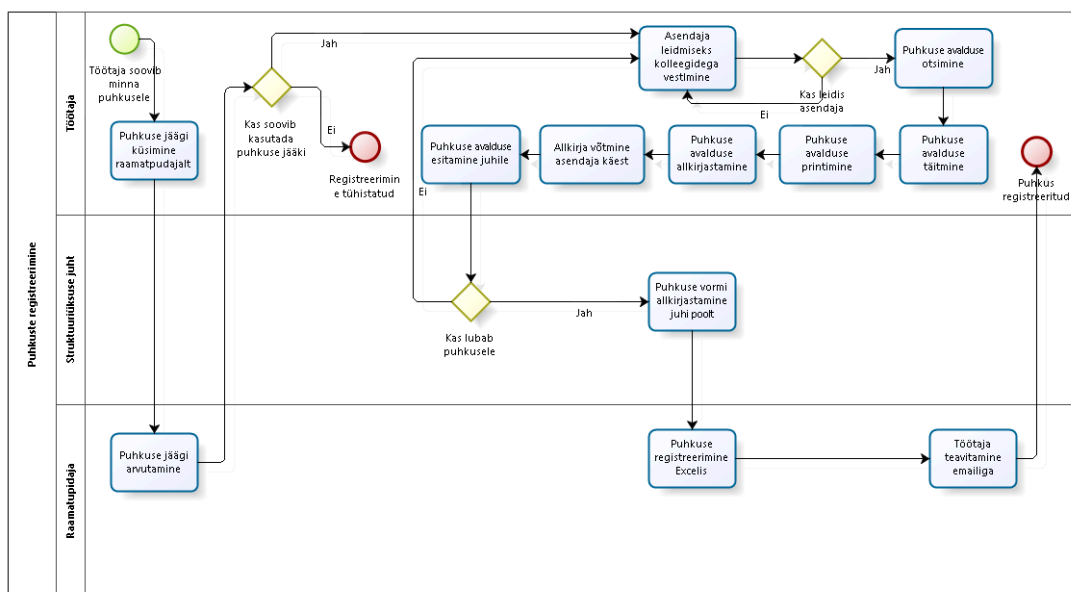 Puhkuste registreerimine
Töötaja
Töötaja soovib
minna
puhkusele
Puhkuse jäägi
küsimine
raamatpudajalt
Jah
Kas soovib
kasutada
puhkuse jääki
Ei
Registreerimin
e tühistatud
Asendaja
leidmiseks
kolleegidega
vestlmine
Kas leidis
asendaja
Jah
Ei
Puhkuse avalduse
otsimine
Puhkuse
avalduse
täitmine
Puhkuse
avalduse
printimine
Puhkuse
avalduse
allkirjastamine
Allkirja võtmine
asendaja käest
Puhkuse avalduse
esitamine juhile
Ei
Puhkus
registreeritud
Struktuuriüksuse juht
Kas lubab
puhkusele
Jah
Puhkuse vormi
allkirjastamine
juhi poolt
Raamatupidaja
Puhkuse jäägi
arvutamine
Puhkuse
registreerimine
Excelis
Töötaja
teavitamine
emailiga